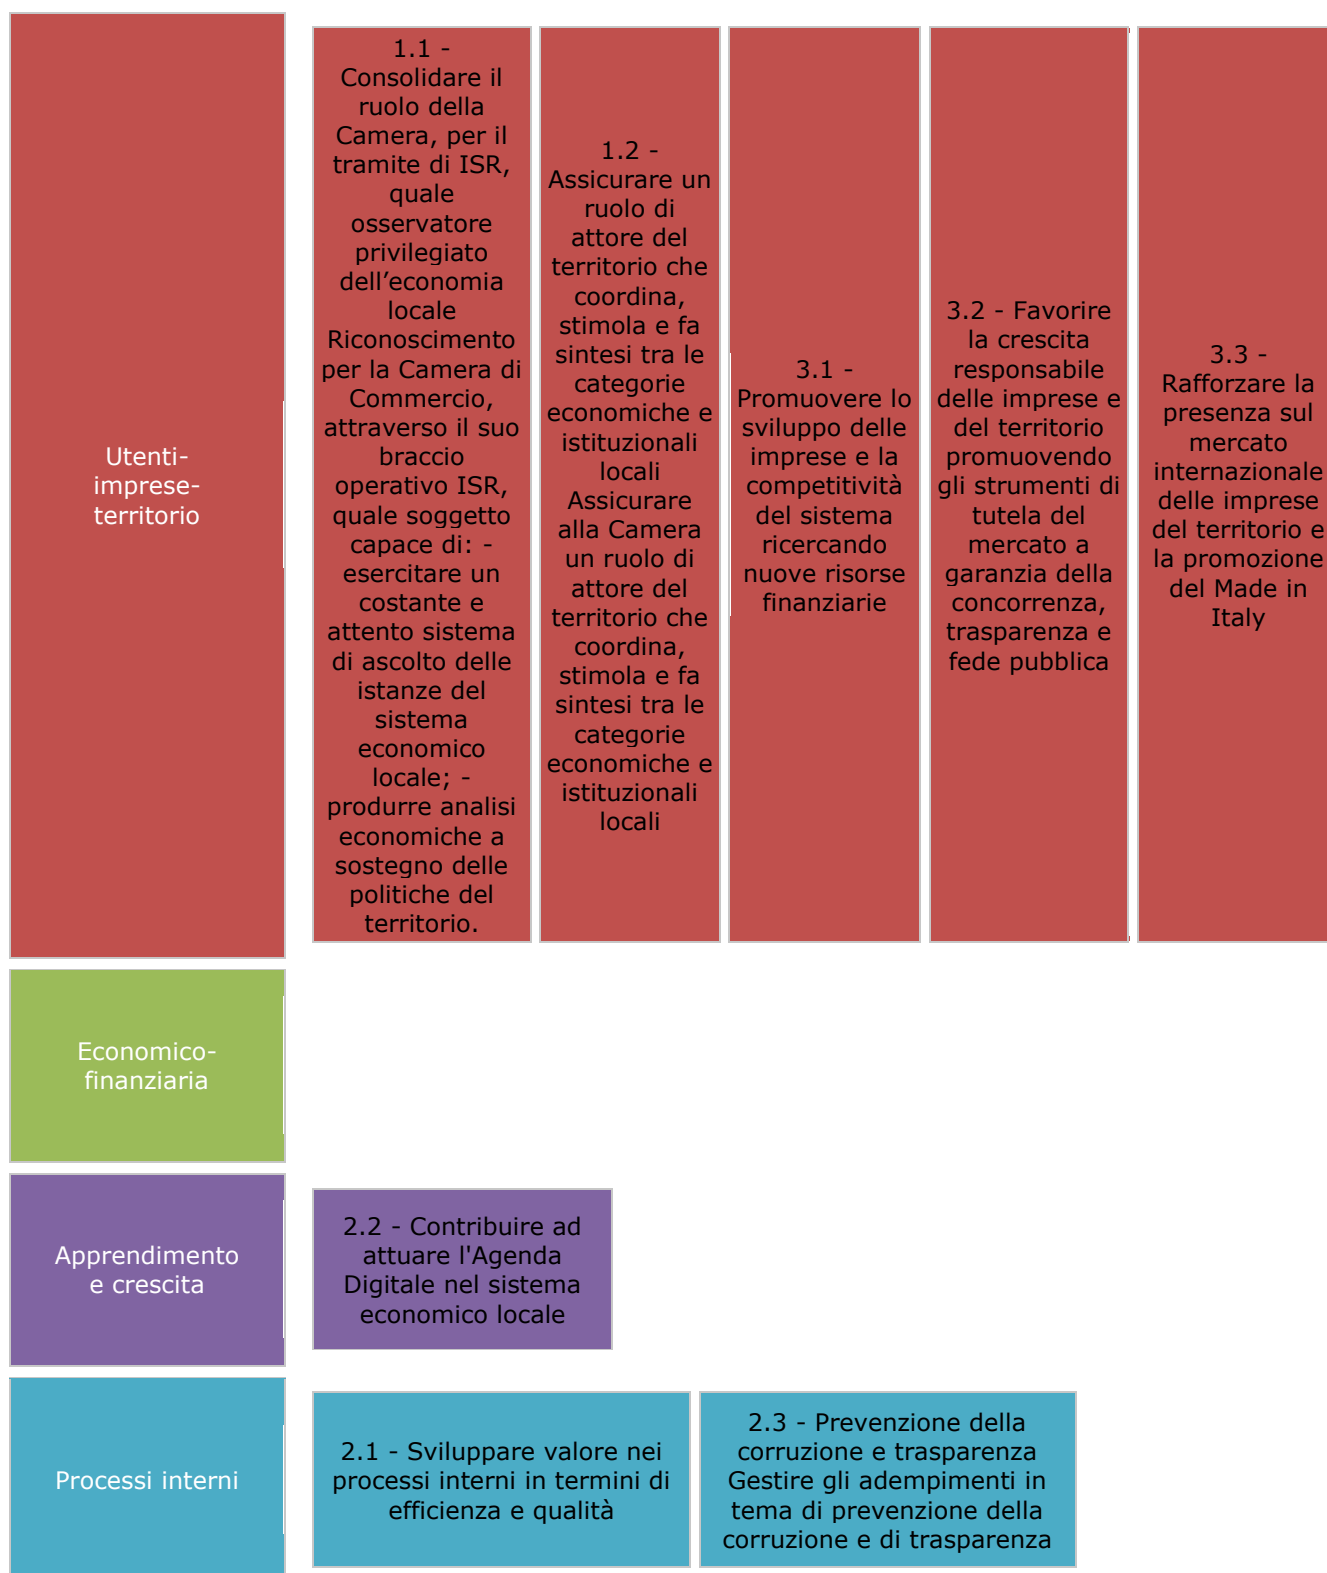 Utenti-
imprese-
territorio
1.1 -
Consolidare il
ruolo della
Camera, per il
tramite di ISR,
quale
osservatore
privilegiato
dell’economia
locale
Riconoscimento
per la Camera di
Commercio,
attraverso il suo
braccio
operativo ISR,
quale soggetto
capace di: -
esercitare un
costante e
attento sistema
di ascolto delle
istanze del
sistema
economico
locale; -
produrre analisi
economiche a
sostegno delle
politiche del
territorio.
1.2 -
Assicurare un
ruolo di
attore del
territorio che
coordina,
stimola e fa
sintesi tra le
categorie
economiche e
istituzionali
locali
Assicurare
alla Camera
un ruolo di
attore del
territorio che
coordina,
stimola e fa
sintesi tra le
categorie
economiche e
istituzionali
locali
3.1 -
Promuovere lo
sviluppo delle
imprese e la
competitività
del sistema
ricercando
nuove risorse
finanziarie
3.2 - Favorire
la crescita
responsabile
delle imprese e
del territorio
promuovendo
gli strumenti di
tutela del
mercato a
garanzia della
concorrenza,
trasparenza e
fede pubblica
3.3 -
Rafforzare la
presenza sul
mercato
internazionale
delle imprese
del territorio e
la promozione
del Made in
Italy
Economico-
finanziaria
Apprendimento
e crescita
2.2 - Contribuire ad
attuare l'Agenda
Digitale nel sistema
economico locale
Processi interni
2.1 - Sviluppare valore nei
processi interni in termini di
efficienza e qualità
2.3 - Prevenzione della
corruzione e trasparenza
Gestire gli adempimenti in
tema di prevenzione della
corruzione e di trasparenza